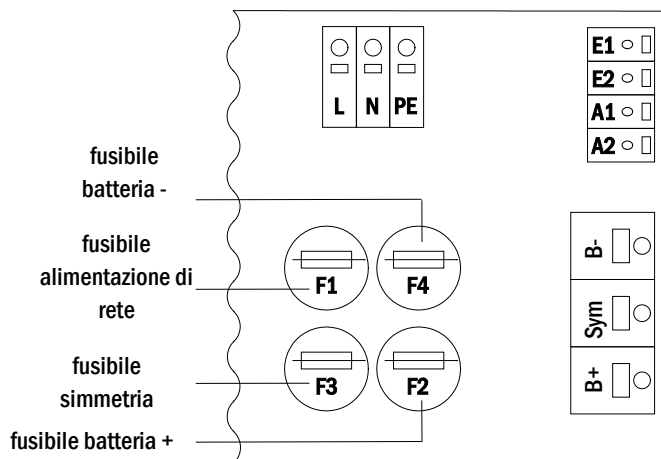 E1
E2
L N PE
A1
A2
fusibile
batteria -
fusibile
alimentazione di
rete
F1 F4
B-
Sym
B+
fusibile
simmetria
F3 F2
fusibile batteria +